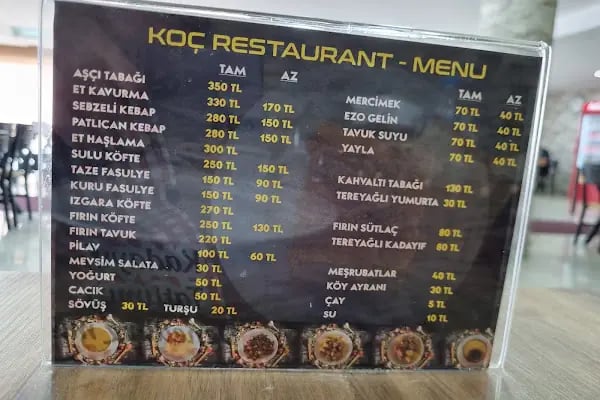 KOÇ RESTAURANT - MENU
TAM AZ
AŞÇI TABAĞI 350 TL
ET KAVURMA 330 TL 170 TL
SEBZELİ KEBAP 280 TL 150 TL
PATLICAN KEBAP 280 TL 150 TL
ET HAŞLAMA 300 TL
SULU KÖFTE 250 TL 150 TL
TAZE FASULYE 150 TL 90 TL
KURU FASULYE 150 TL 90 TL
IZGARA KÖFTE 270 TL
FIRIN KÖFTE 250 TL 130 TL
FIRIN TAVUK 220 TL
PİLAV 100 TL 60 TL
MEVSİM SALATA 30 TL
YOĞURT 50 TL
CACIK 50 TL
SÖVÜŞ 30 TL TURŞU 20 TL
TAM AZ
MERCİMEK 70 TL 40 TL
EZO GELİN 70 TL 40 TL
TAVUK SUYU 70 TL 40 TL
YAYLA 70 TL 40 TL
KAHVALTI TABAĞI 130 TL
TEREYAĞLI YUMURTA 30 TL
FIRIN SÜTLAÇ 80 TL
TEREYAĞLI KADAYIF 80 TL
MEŞRUBATLAR 40 TL
KÖY AYRANI 30 TL
ÇAY 5 TL
SU 10 TL